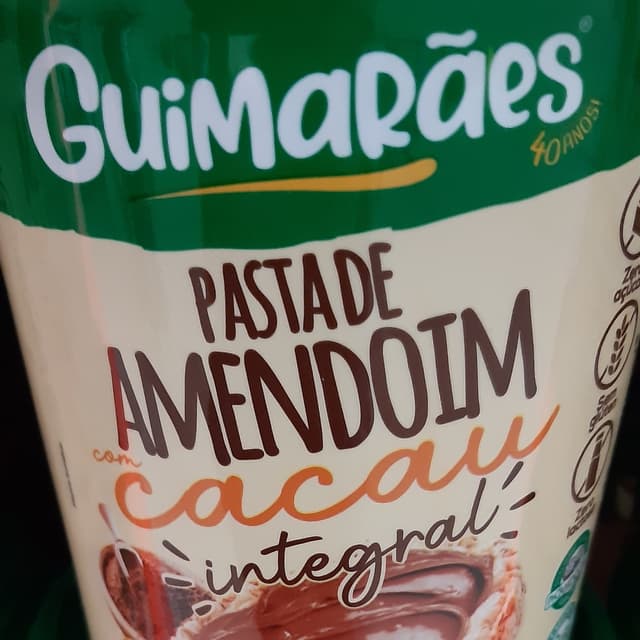 Guimarães
40 ANOS!
PASTA DE
AMENDOIM
com
cacau
integral